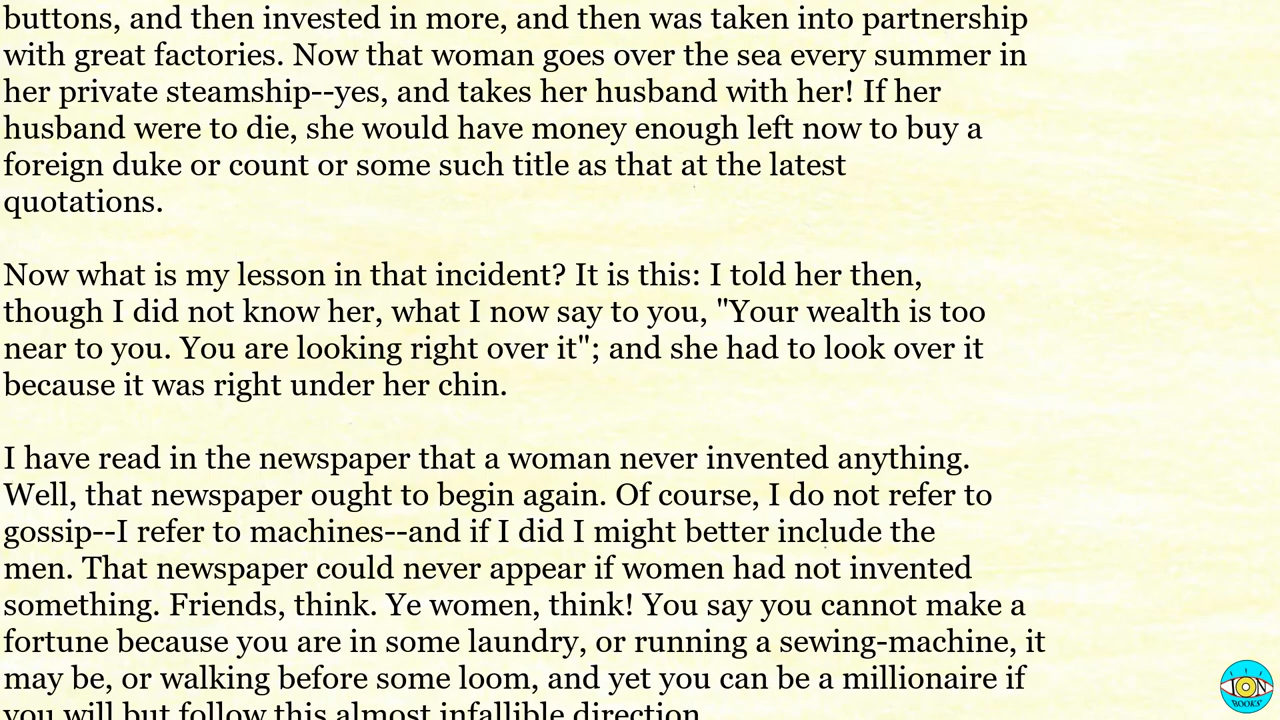 buttons, and then invested in more, and then was taken into partnership
with great factories. Now that woman goes over the sea every summer in
her private steamship--yes, and takes her husband with her! If her
husband were to die, she would have money enough left now to buy a
foreign duke or count or some such title as that at the latest
quotations.

Now what is my lesson in that incident? It is this: I told her then,
though I did not know her, what I now say to you, "Your wealth is too
near to you. You are looking right over it"; and she had to look over it
because it was right under her chin.

I have read in the newspaper that a woman never invented anything.
Well, that newspaper ought to begin again. Of course, I do not refer to
gossip--I refer to machines--and if I did I might better include the
men. That newspaper could never appear if women had not invented
something. Friends, think. Ye women, think! You say you cannot make a
fortune because you are in some laundry, or running a sewing-machine, it
may be, or walking before some loom, and yet you can be a millionaire if
you will but follow this almost infallible direction.
ION
BOOKS